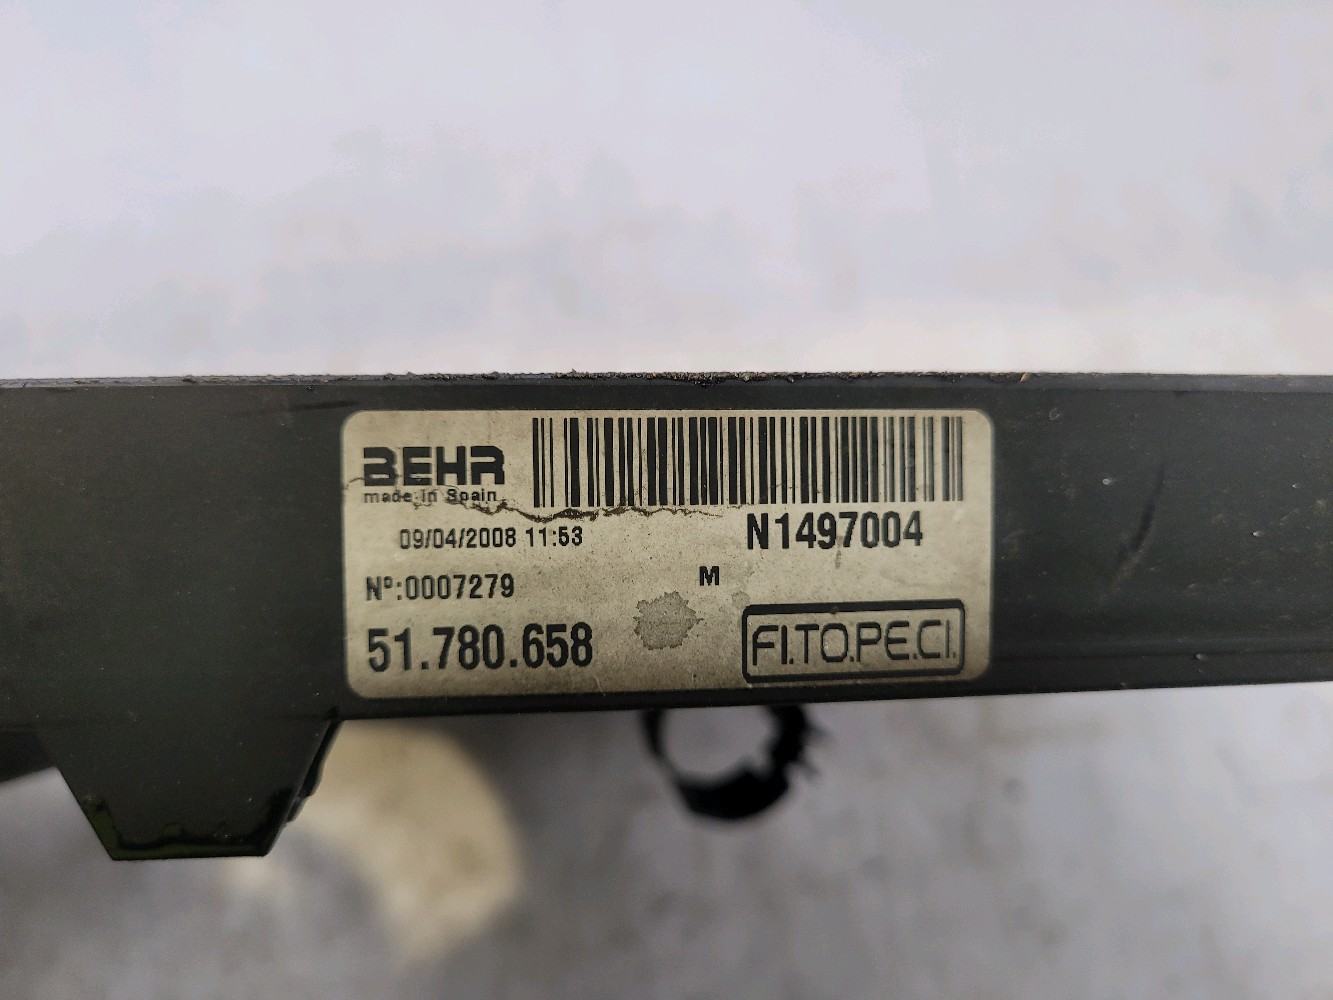 BEHR
made in Spain
09/04/2008 11:53
N1497004
Nº:0007279
M
51.780.658
FI.TO.PE.CI.